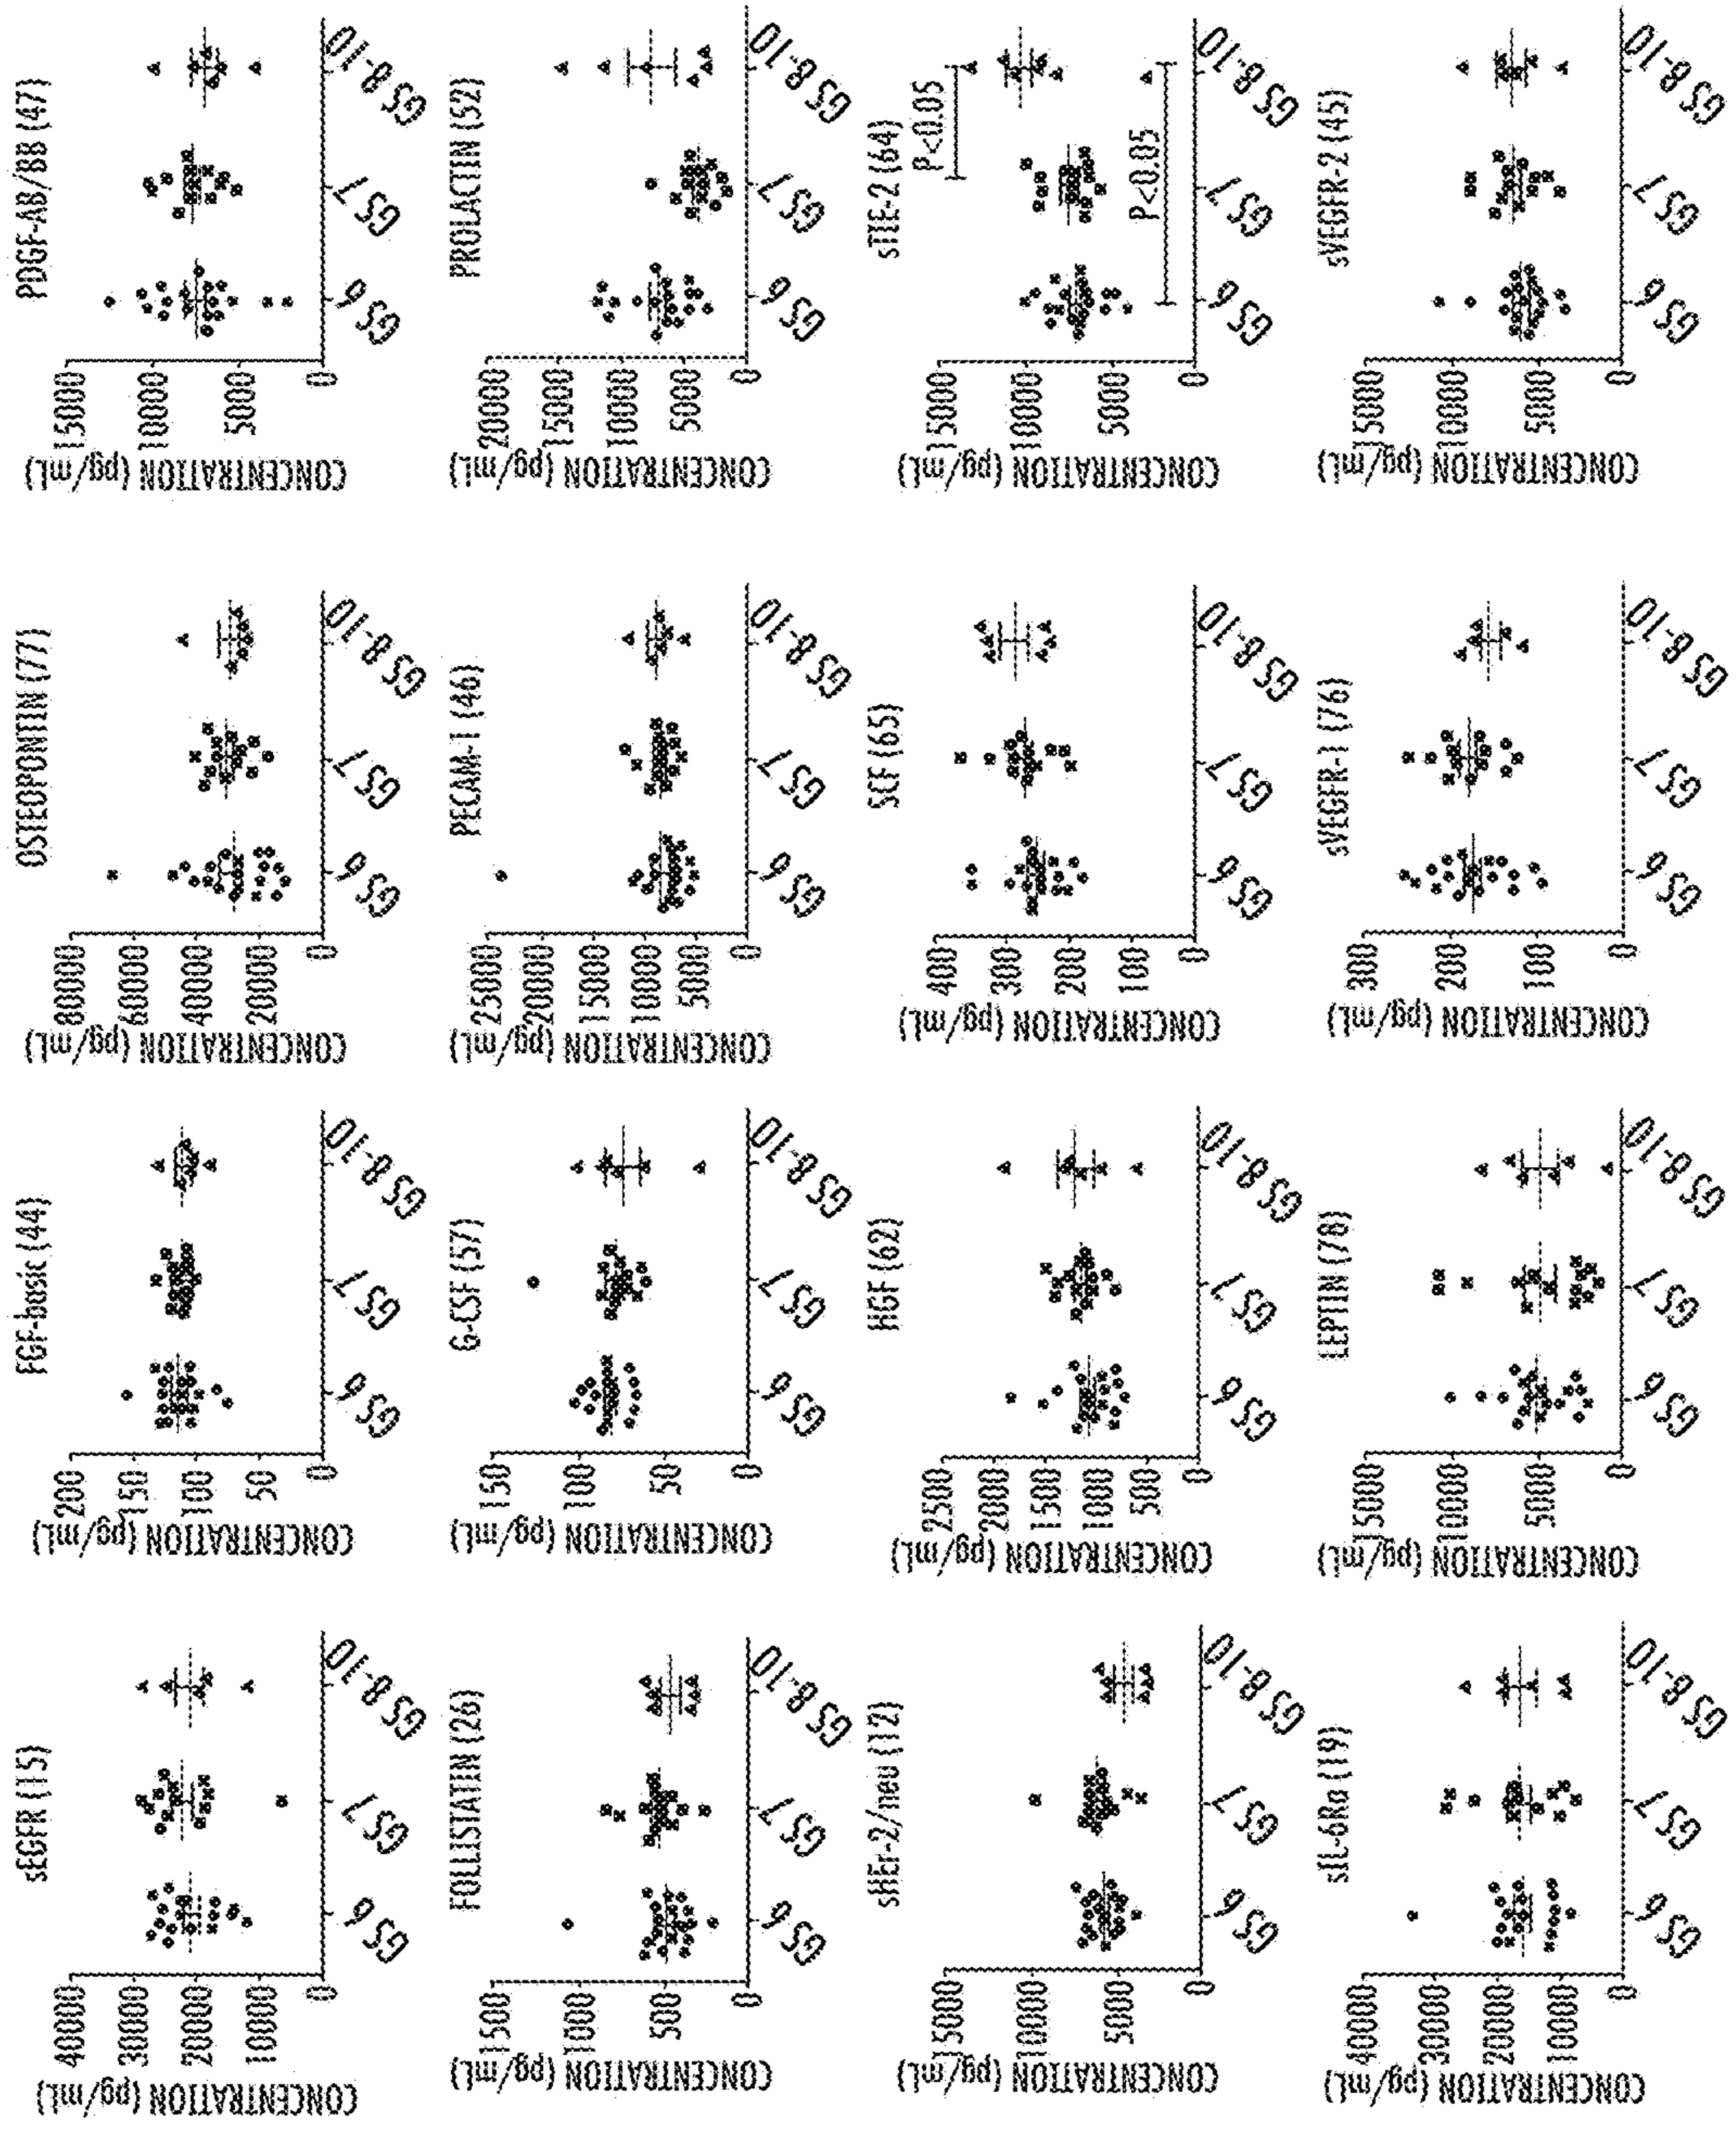 sEGFR (15)
CONCENTRATION (pg/mL)
40000
30000
20000
10000
0
GS 6
GS 7
GS 8-10
FGF-basic (44)
CONCENTRATION (pg/mL)
200
150
100
50
0
GS 6
GS 7
GS 8-10
OSTEOPONTIN (77)
CONCENTRATION (pg/mL)
80000
60000
40000
20000
0
GS 6
GS 7
GS 8-10
PDGF-AB/BB (47)
CONCENTRATION (pg/mL)
15000
10000
5000
0
GS 6
GS 7
GS 8-10
FOLLISTATIN (26)
CONCENTRATION (pg/mL)
1500
1000
500
0
GS 6
GS 7
GS 8-10
G-CSF (57)
CONCENTRATION (pg/mL)
150
100
50
0
GS 6
GS 7
GS 8-10
PECAM-1 (46)
CONCENTRATION (pg/mL)
25000
20000
15000
10000
5000
0
GS 6
GS 7
GS 8-10
PROLACTIN (52)
CONCENTRATION (pg/mL)
20000
15000
10000
5000
0
GS 6
GS 7
GS 8-10
sHEr-2/neu (12)
CONCENTRATION (pg/mL)
15000
10000
5000
0
GS 6
GS 7
GS 8-10
HGF (62)
CONCENTRATION (pg/mL)
2500
2000
1500
1000
500
0
GS 6
GS 7
GS 8-10
SCF (65)
CONCENTRATION (pg/mL)
400
300
200
100
0
GS 6
GS 7
GS 8-10
sTIE-2 (64)
P<0.05
P<0.05
CONCENTRATION (pg/mL)
15000
10000
5000
0
GS 6
GS 7
GS 8-10
sIL-6Ra (19)
CONCENTRATION (pg/mL)
40000
30000
20000
10000
0
GS 6
GS 7
GS 8-10
LEPTIN (78)
CONCENTRATION (pg/mL)
15000
10000
5000
0
GS 6
GS 7
GS 8-10
sVEGFR-1 (76)
CONCENTRATION (pg/mL)
300
200
100
0
GS 6
GS 7
GS 8-10
sVEGFR-2 (45)
CONCENTRATION (pg/mL)
15000
10000
5000
0
GS 6
GS 7
GS 8-10